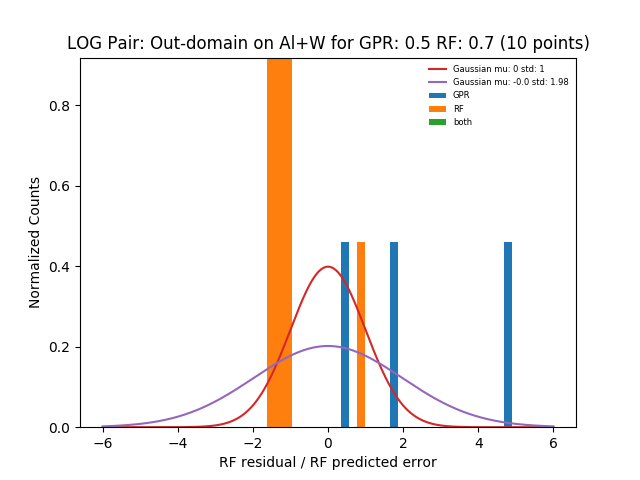 LOG Pair: Out-domain on Al+W for GPR: 0.5 RF: 0.7 (10 points)
Gaussian mu: 0 std: 1
Gaussian mu: -0.0 std: 1.98
GPR
RF
both
Normalized Counts
0.8
0.6
0.4
0.2
0.0
−6 −4 −2 0 2 4 6
RF residual / RF predicted error